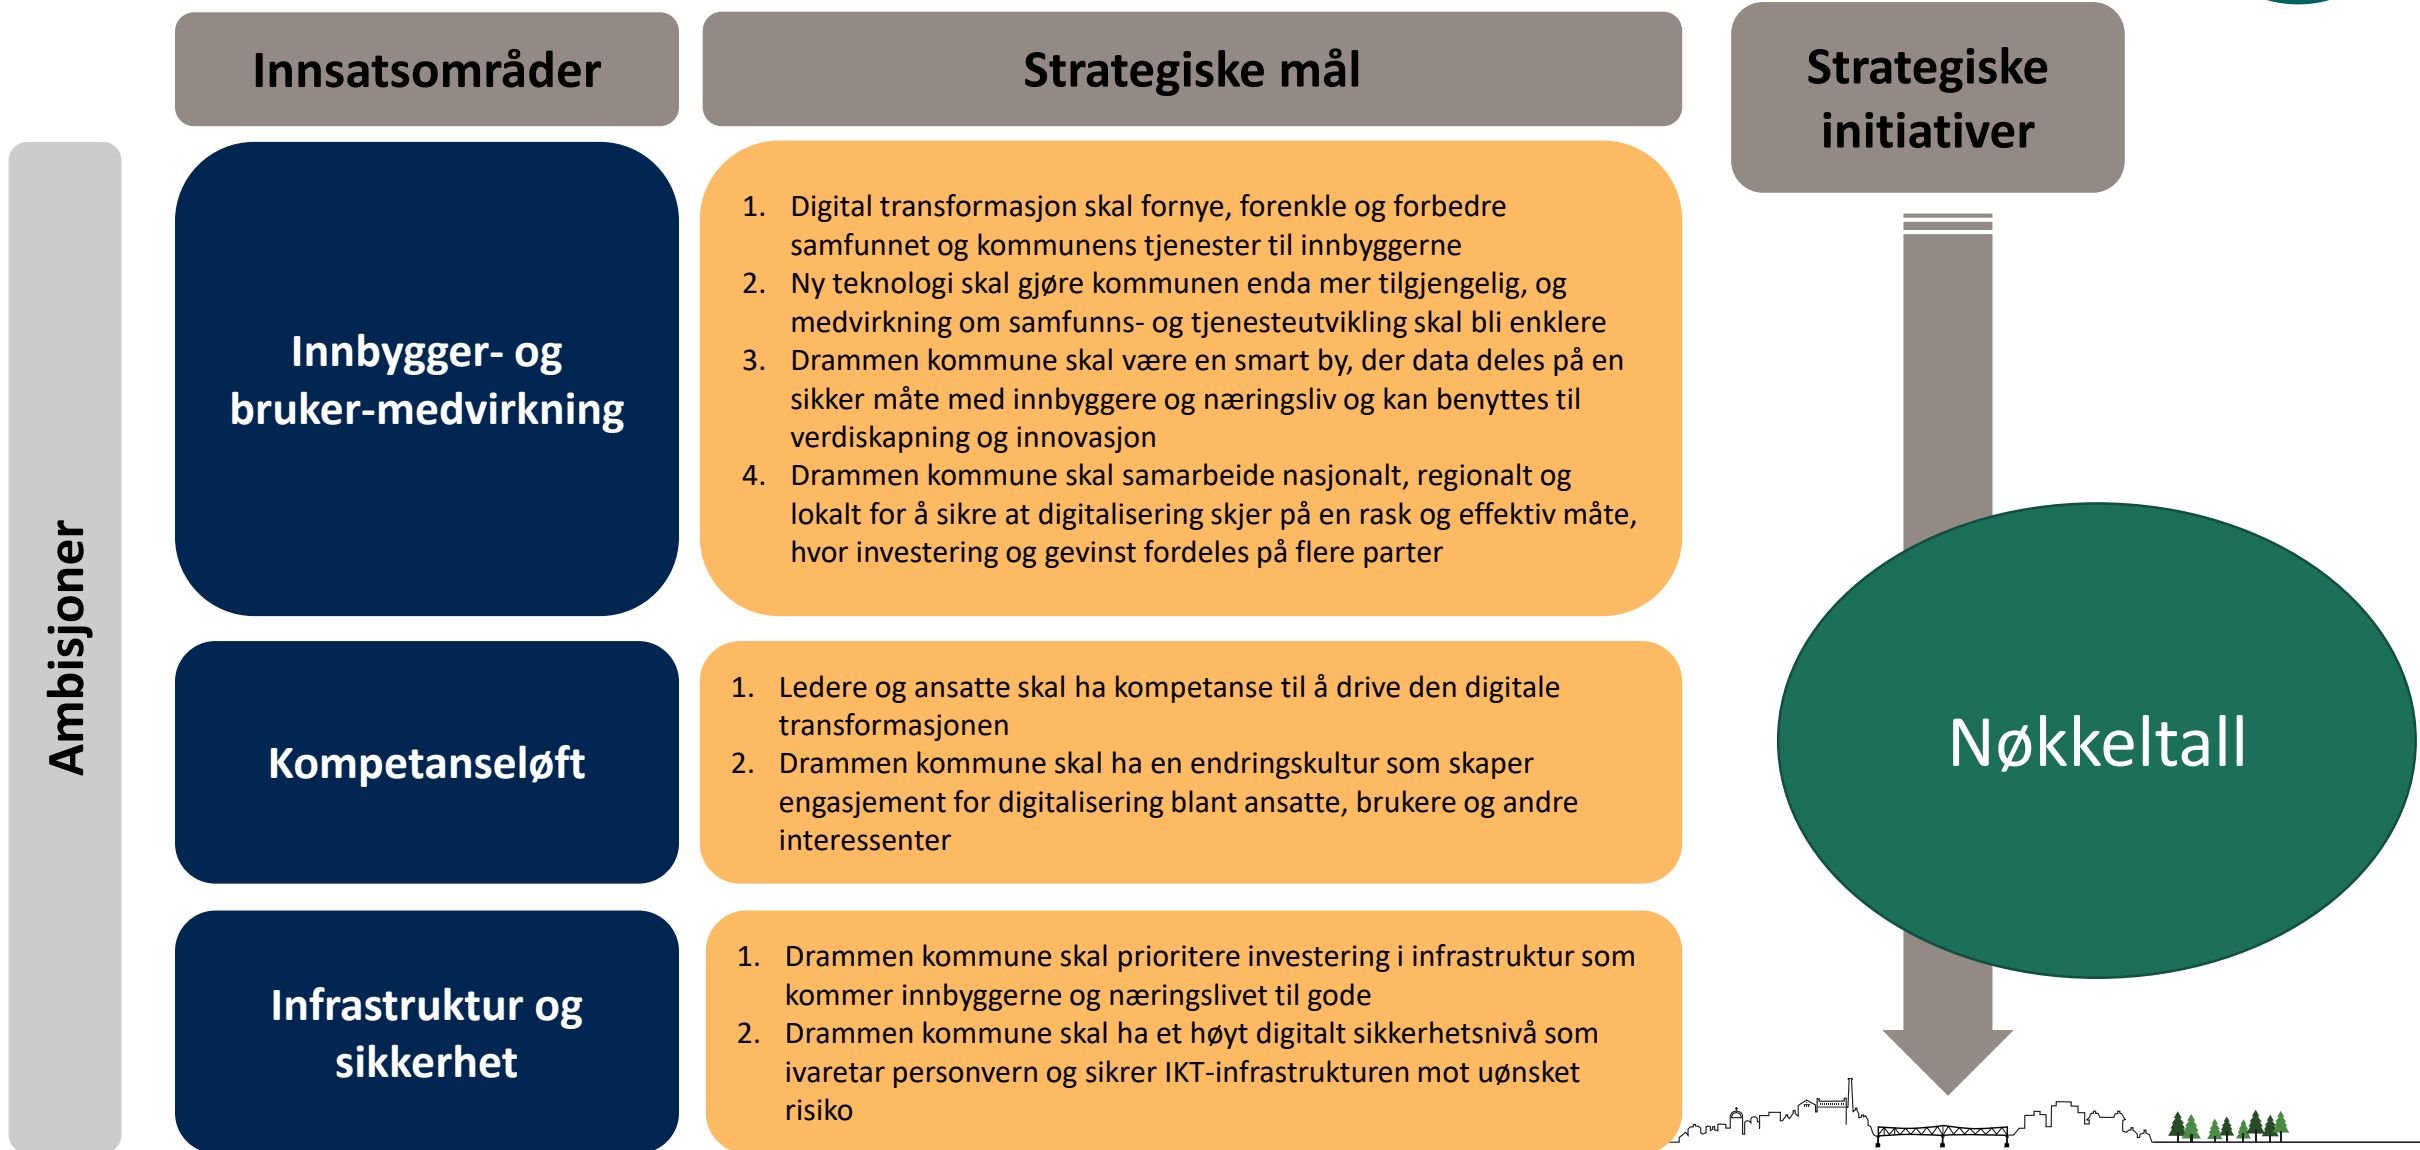 Innsatsområder
Strategiske mål
Strategiske
initiativer
Ambisjoner
Innbygger- og
bruker-medvirkning
1. Digital transformasjon skal fornye, forenkle og forbedre
samfunnet og kommunens tjenester til innbyggerne
2. Ny teknologi skal gjøre kommunen enda mer tilgjengelig, og
medvirkning om samfunns- og tjenesteutvikling skal bli enklere
3. Drammen kommune skal være en smart by, der data deles på en
sikker måte med innbyggere og næringsliv og kan benyttes til
verdiskapning og innovasjon
4. Drammen kommune skal samarbeide nasjonalt, regionalt og
lokalt for å sikre at digitalisering skjer på en rask og effektiv måte,
hvor investering og gevinst fordeles på flere parter
Kompetanseløft
1. Ledere og ansatte skal ha kompetanse til å drive den digitale
transformasjonen
2. Drammen kommune skal ha en endringskultur som skaper
engasjement for digitalisering blant ansatte, brukere og andre
interessenter
Nøkkeltall
Infrastruktur og
sikkerhet
1. Drammen kommune skal prioritere investering i infrastruktur som
kommer innbyggerne og næringslivet til gode
2. Drammen kommune skal ha et høyt digitalt sikkerhetsnivå som
ivaretar personvern og sikrer IKT-infrastrukturen mot uønsket
risiko